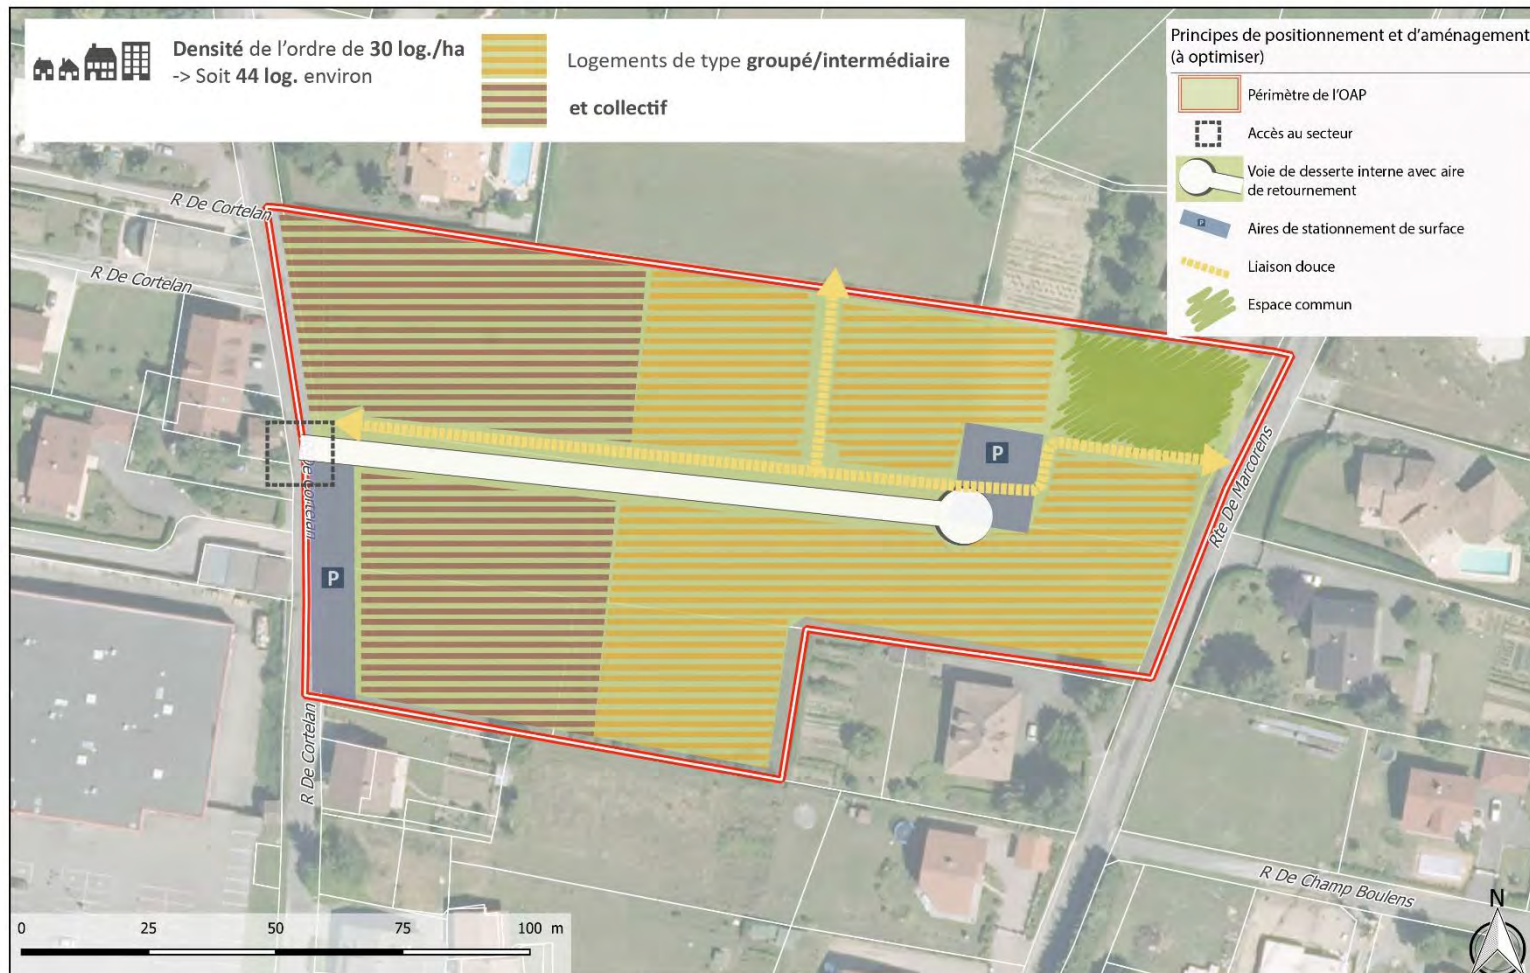 Densité de l'ordre de 30 log./ha
-> Soit 44 log. environ
Logements de type groupé/intermédiaire
et collectif
Principes de positionnement et d'aménagement
(à optimiser)
Périmètre de l'OAP
Accès au secteur
Voie de desserte interne avec aire
de retournement
P
Aires de stationnement de surface
Liaison douce
Espace commun
R De Cortelan
R De Cortelan
P
Rte De Marcorens
P
R De Cortelan
R De Champ Boulens
N
0 25 50 75 100 m